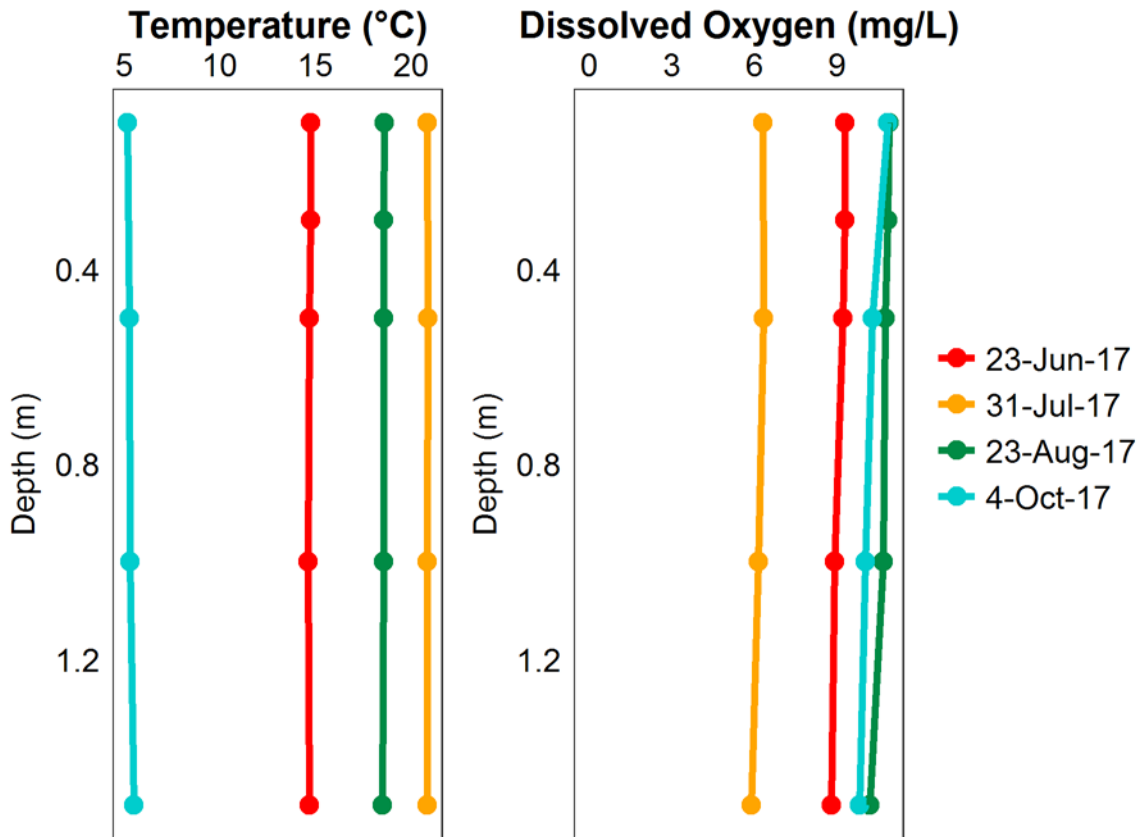 Temperature (°C)
5 10 15 20
Depth (m)
0.4
0.8
1.2
Dissolved Oxygen (mg/L)
0 3 6 9
Depth (m)
0.4
0.8
1.2
23-Jun-17
31-Jul-17
23-Aug-17
4-Oct-17